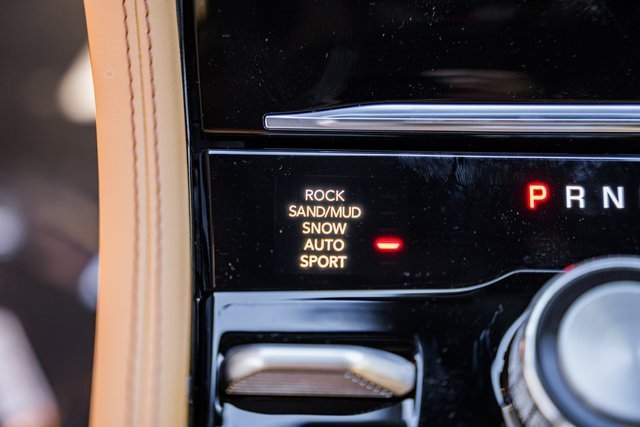 ROCK
SAND/MUD
SNOW
AUTO
SPORT
P R N